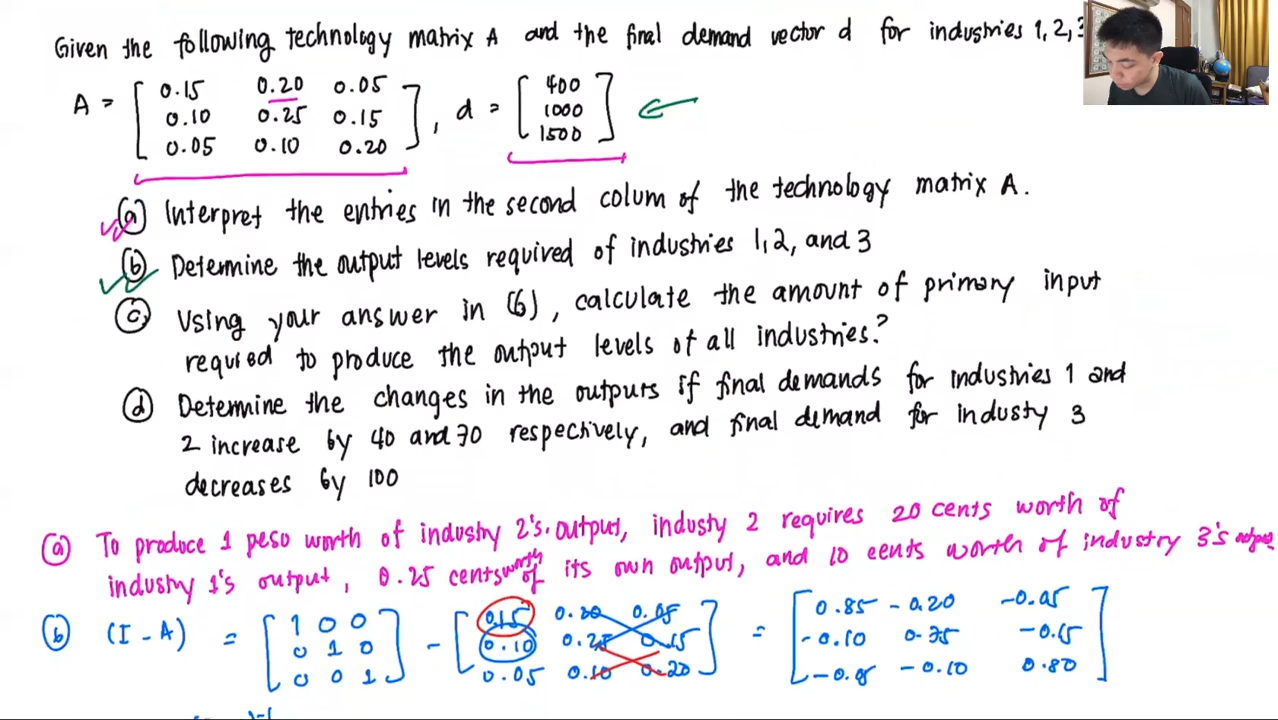 Given the following technology matrix A and the final demand vector d for industries 1, 2, 3
A = [ 0.15 0.20 0.05
0.10 0.25 0.15
0.05 0.10 0.20 ] , d = [ 400
1000
1500 ]
(a) Interpret the entries in the second colum of the technology matrix A.
(b) Determine the output levels required of industries 1, 2, and 3
(c) Using your answer in (b), calculate the amount of primary input
required to produce the output levels of all industries?
(d) Determine the changes in the outputs if final demands for industries 1 and
2 increase by 40 and 70 respectively, and final demand for industy 3
decreases by 100
(a) To produce 1 peso worth of industry 2's output, industy 2 requires 20 cents worth of
industry 1's output, 0.25 cents worth of its own output, and 10 cents worth of industry 3's output
(b) (I - A) = [ 1 0 0
0 1 0
0 0 1 ] - [ 0.15 0.20 0.05
0.10 0.25 0.15
0.05 0.10 0.20 ] = [ 0.85 -0.20 -0.05
-0.10 0.75 -0.15
-0.05 -0.10 0.80 ]